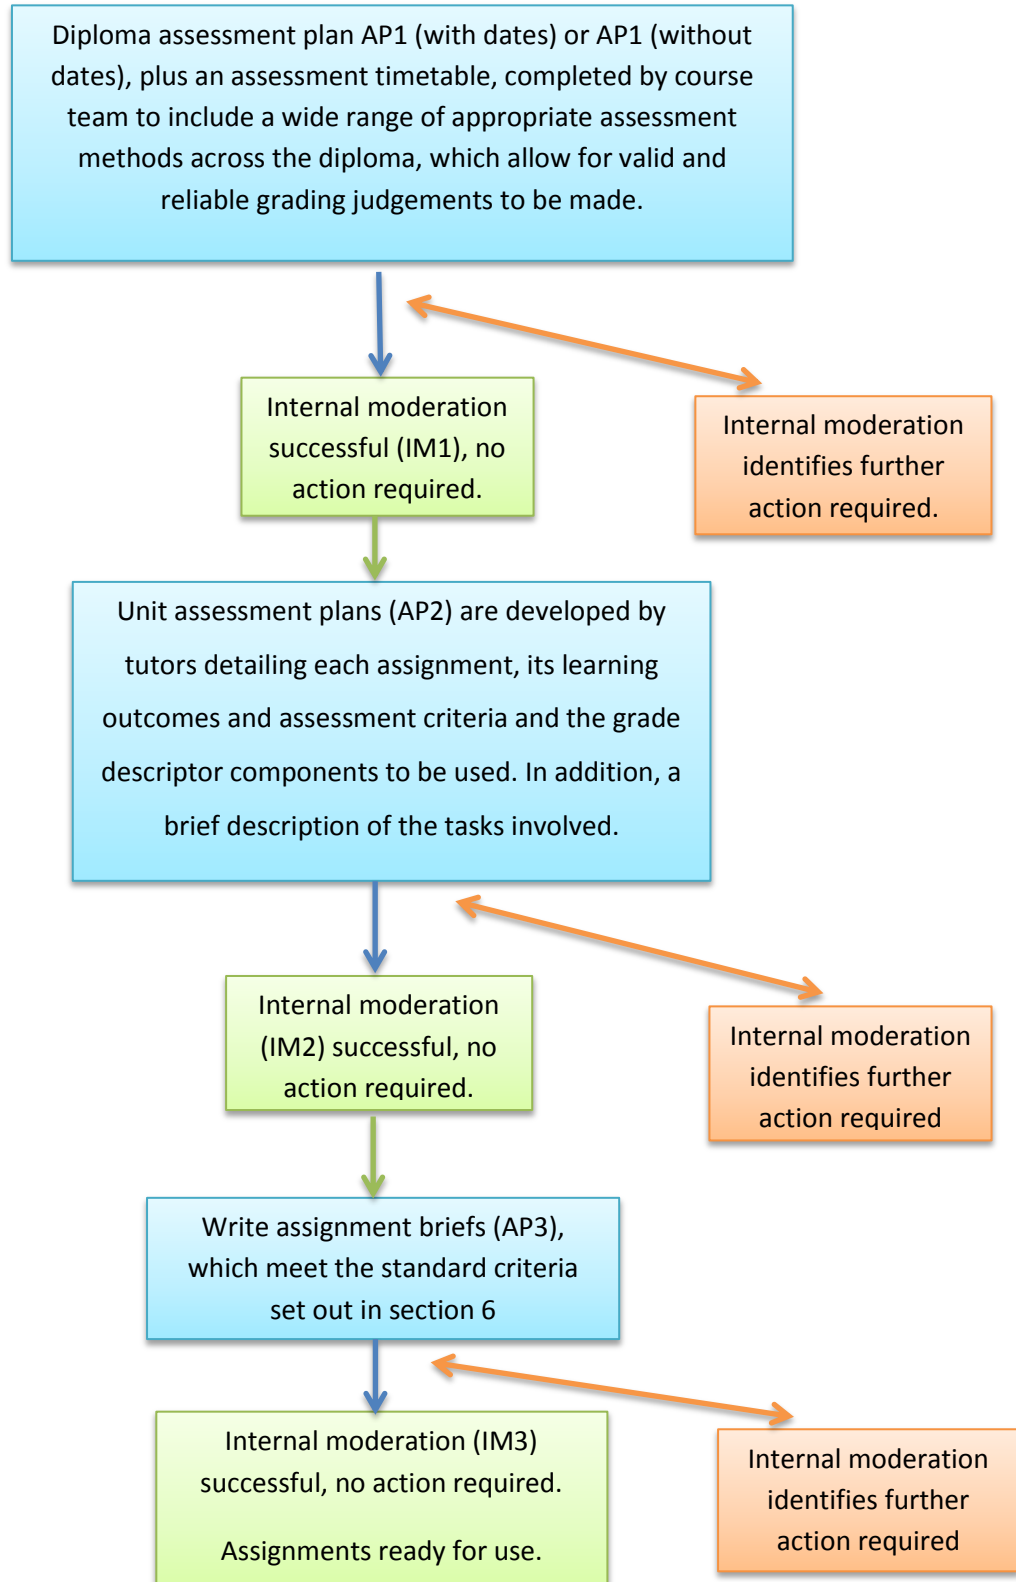 Diploma assessment plan AP1 (with dates) or AP1 (without
dates), plus an assessment timetable, completed by course
team to include a wide range of appropriate assessment
methods across the diploma, which allow for valid and
reliable grading judgements to be made.
Internal moderation
successful (IM1), no
action required.
Internal moderation
identifies further
action required.
Unit assessment plans (AP2) are developed by
tutors detailing each assignment, its learning
outcomes and assessment criteria and the grade
descriptor components to be used. In addition, a
brief description of the tasks involved.
Internal moderation
(IM2) successful, no
action required.
Internal moderation
identifies further
action required
Write assignment briefs (AP3),
which meet the standard criteria
set out in section 6
Internal moderation (IM3)
successful, no action required.
Assignments ready for use.
Internal moderation
identifies further
action required